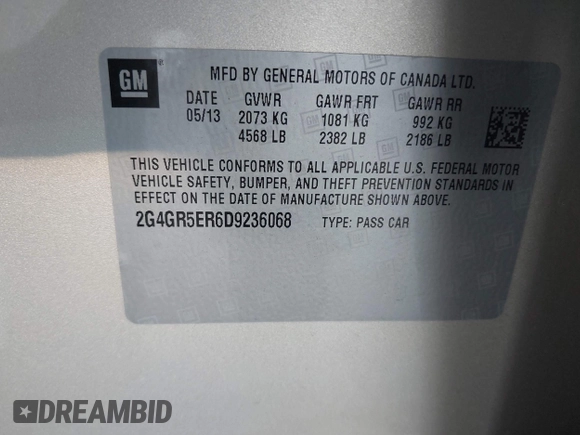 GM
MFD BY GENERAL MOTORS OF CANADA LTD.
DATE GVWR GAWR FRT GAWR RR
05/13 2073 KG 1081 KG 992 KG
4568 LB 2382 LB 2186 LB
THIS VEHICLE CONFORMS TO ALL APPLICABLE U.S. FEDERAL MOTOR
VEHICLE SAFETY, BUMPER, AND THEFT PREVENTION STANDARDS IN
EFFECT ON THE DATE OF MANUFACTURE SHOWN ABOVE.
2G4GR5ER6D9236068 TYPE: PASS CAR
DREAMBID